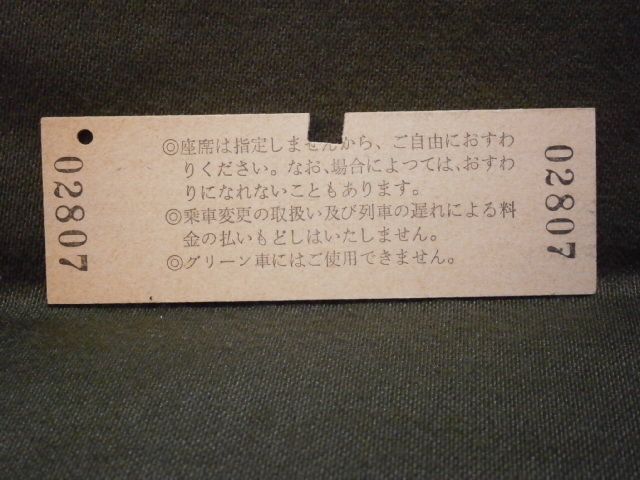 ◎座席は指定しませんから、ご自由におすわ
りください。なお、場合によつては、おすわ
りになれないこともあります。
◎乗車変更の取扱い及び列車の遅れによる料
金の払いもどしはいたしません。
◎グリーン車にはご使用できません。
02807
02807